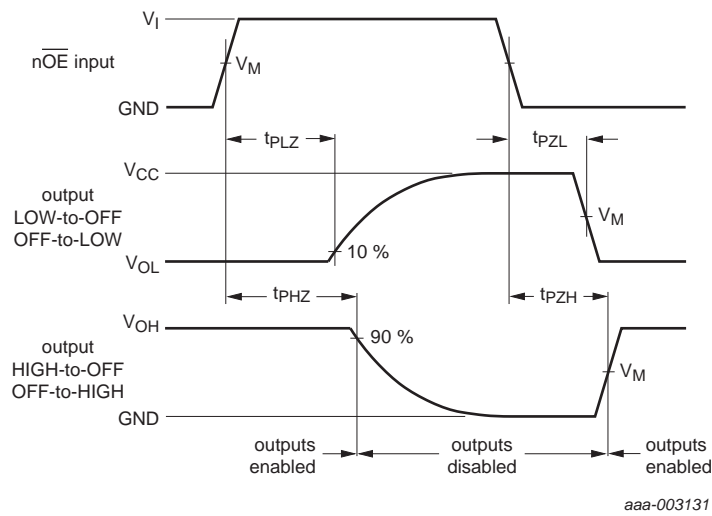 V_I
nO̅E̅ input
V_M
GND
t_PLZ
t_PZL
V_CC
output
LOW-to-OFF
OFF-to-LOW
V_M
10 %
V_OL
t_PHZ
t_PZH
V_OH
90 %
output
HIGH-to-OFF
OFF-to-HIGH
V_M
GND
outputs
enabled
outputs
disabled
outputs
enabled
aaa-003131